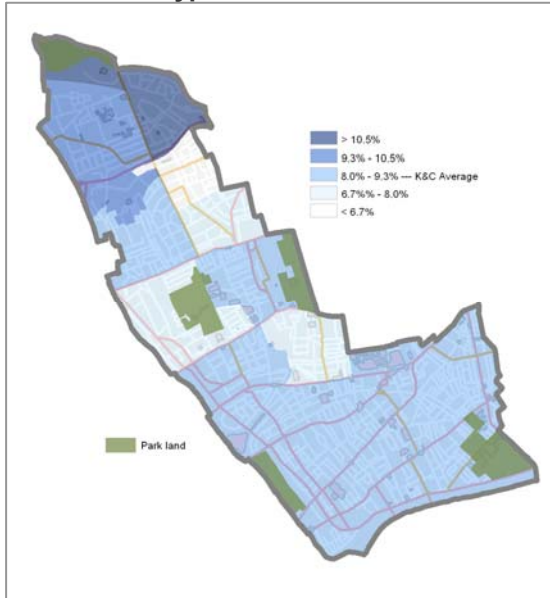 > 10.5%
9.3% - 10.5%
8.0% - 9.3% — K&C Average
6.7%% - 8.0%
< 6.7%
Park land